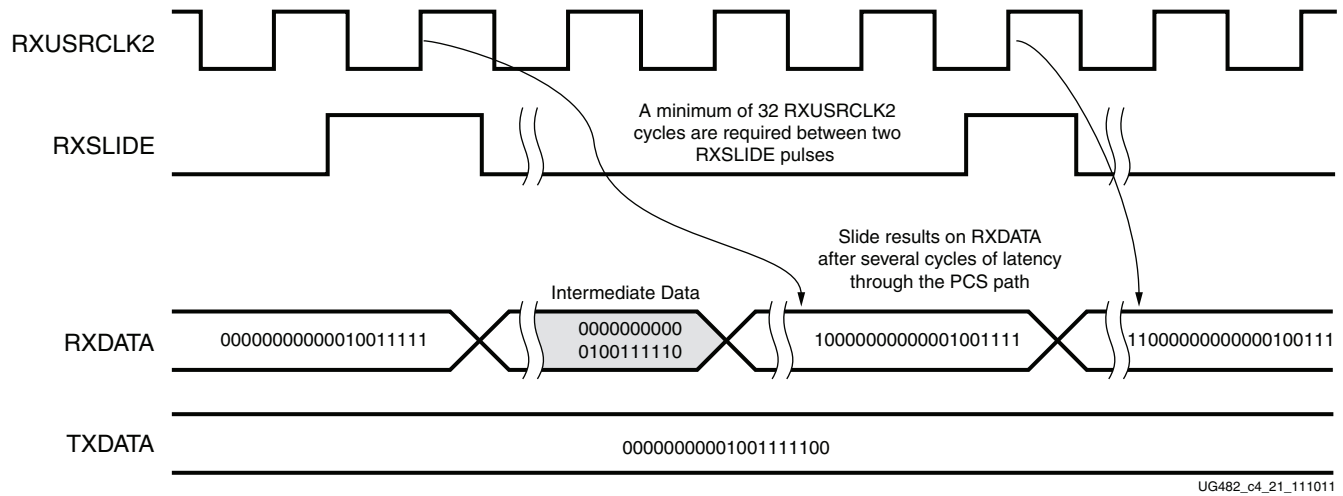 RXUSRCLK2
RXSLIDE
A minimum of 32 RXUSRCLK2
cycles are required between two
RXSLIDE pulses
Slide results on RXDATA
after several cycles of latency
through the PCS path
Intermediate Data
RXDATA
00000000000010011111
0000000000
0100111110
10000000000001001111
11000000000000100111
TXDATA
00000000001001111100
UG482_c4_21_111011